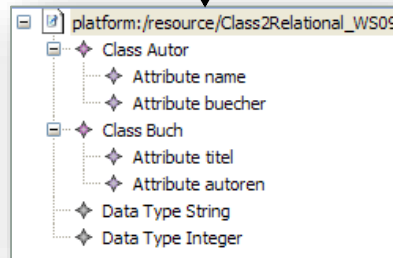 platform:/resource/Class2Relational_WS09
Class Autor
Attribute name
Attribute buecher
Class Buch
Attribute titel
Attribute autoren
Data Type String
Data Type Integer